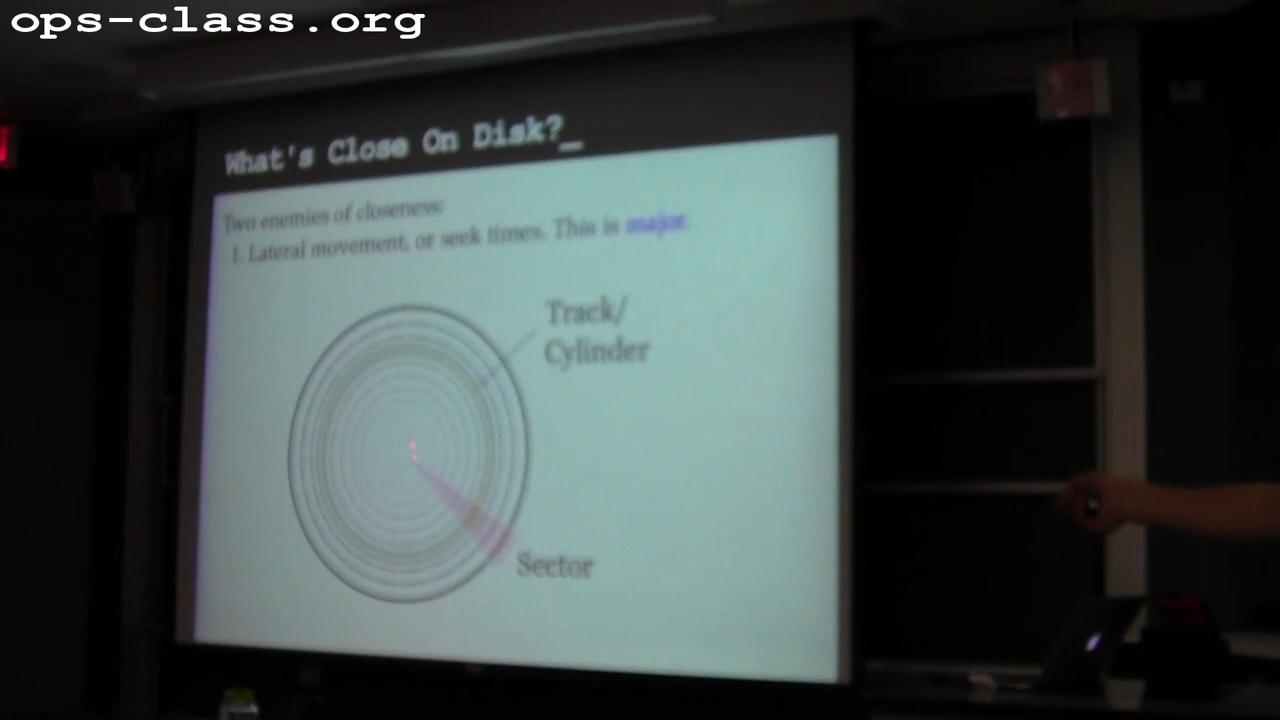 ops-class.org
What's Close On Disk?_
Two enemies of closeness:
1. Lateral movement, or seek times. This is major.
Track/
Cylinder
Sector